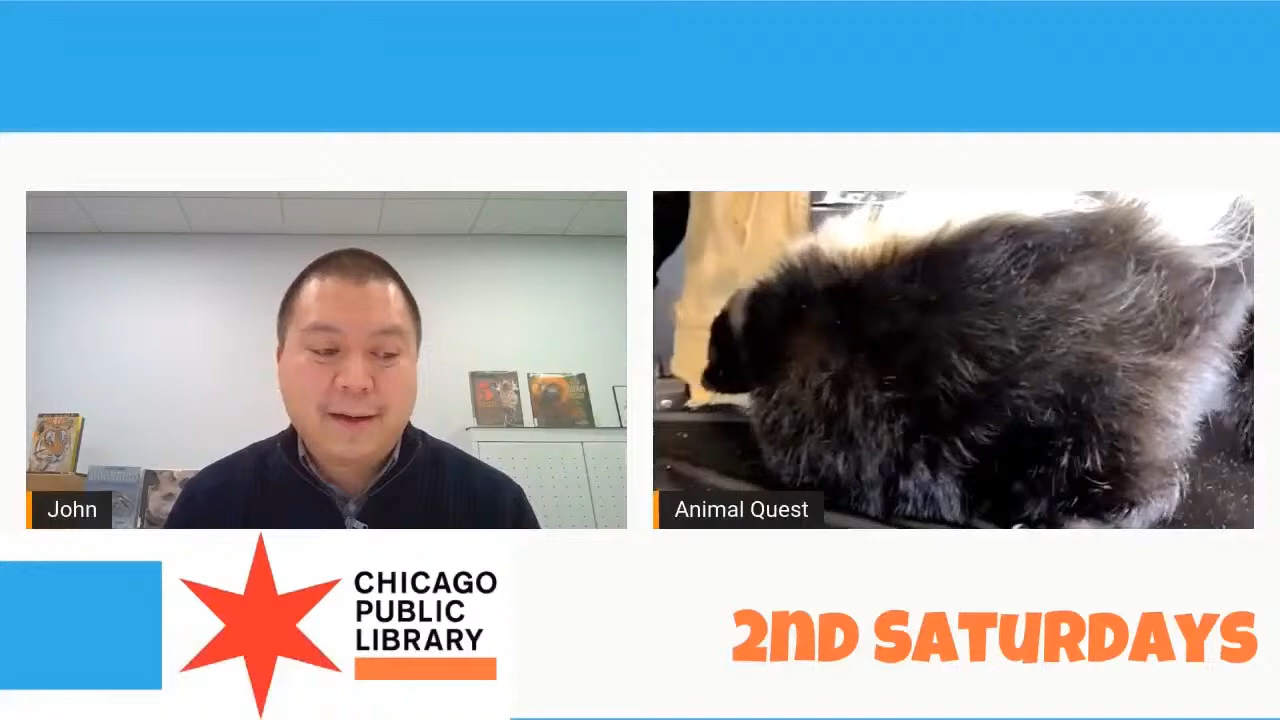 John
Animal Quest
CHICAGO
PUBLIC
LIBRARY
2ND SATURDAYS